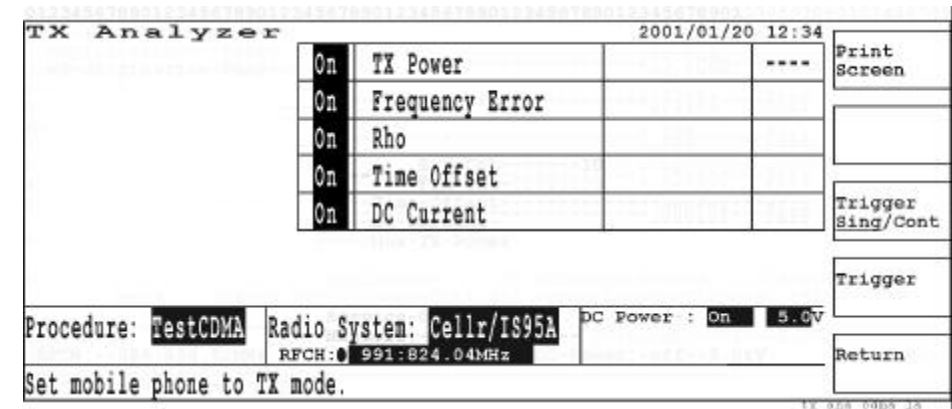 TX Analyzer 2001/01/20 12:34
On TX Power ----
On Frequency Error
On Rho
On Time Offset
On DC Current
Print
Screen
Trigger
Sing/Cont
Trigger
Return
Procedure: TestCDMA Radio System: Cellr/IS95A DC Power : On 5.0V
RFCH: 991:824.04MHz
Set mobile phone to TX mode.